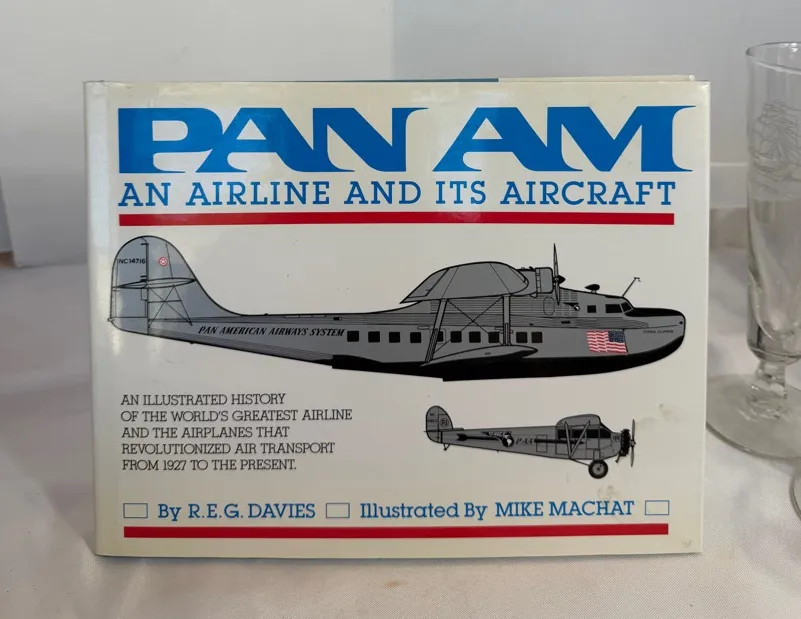 PAN AM
AN AIRLINE AND ITS AIRCRAFT
NC14716
PAN AMERICAN AIRWAYS SYSTEM
CHINA CLIPPER
AN ILLUSTRATED HISTORY
OF THE WORLD'S GREATEST AIRLINE
AND THE AIRPLANES THAT
REVOLUTIONIZED AIR TRANSPORT
FROM 1927 TO THE PRESENT.
By R.E.G. DAVIES Illustrated By MIKE MACHAT